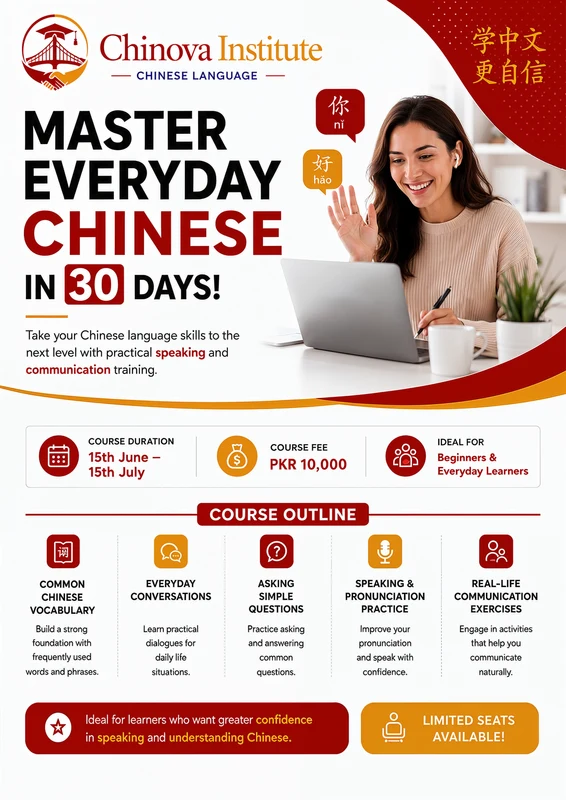 Chinova Institute
CHINESE LANGUAGE
学中文
更自信
你
nǐ
好
hāo
MASTER
EVERYDAY
CHINESE
IN 30 DAYS!
Take your Chinese language skills to the
next level with practical speaking and
communication training.
COURSE DURATION
15th June –
15th July
COURSE FEE
PKR 10,000
IDEAL FOR
Beginners &
Everyday Learners
COURSE OUTLINE
词
COMMON
CHINESE
VOCABULARY
Build a strong
foundation with
frequently used
words and phrases.
EVERYDAY
CONVERSATIONS
Learn practical
dialogues for
daily life
situations.
?
ASKING
SIMPLE
QUESTIONS
Practice asking
and answering
common
questions.
SPEAKING &
PRONUNCIATION
PRACTICE
Improve your
pronunciation
and speak with
confidence.
REAL-LIFE
COMMUNICATION
EXERCISES
Engage in activities
that help you
communicate
naturally.
Ideal for learners who want greater confidence
in speaking and understanding Chinese.
LIMITED SEATS
AVAILABLE!